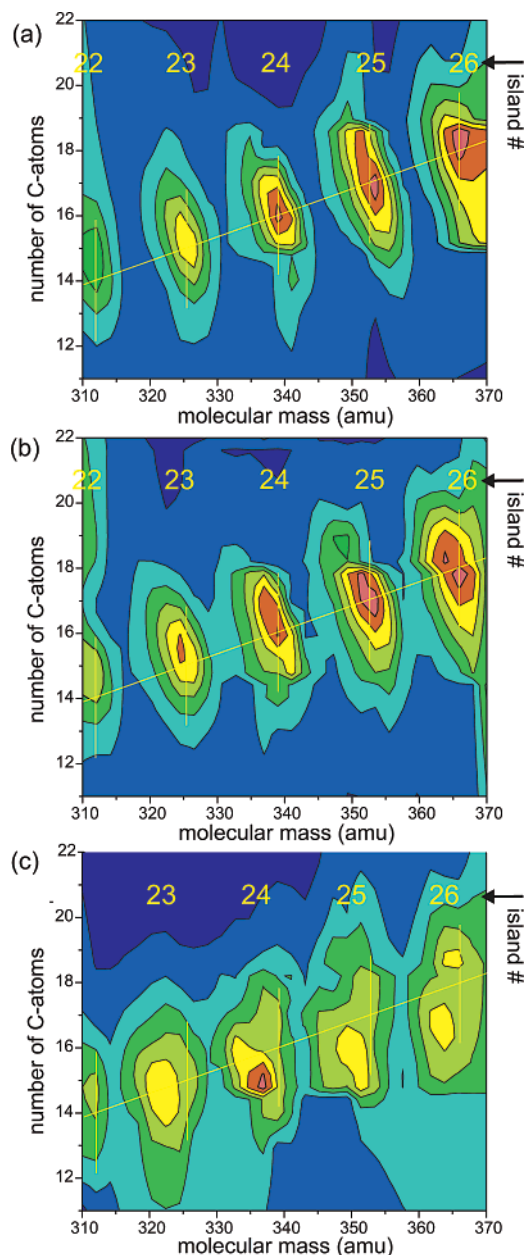 (a)
22 23 24 25 26
island #
number of C-atoms
22
20
18
16
14
12
310 320 330 340 350 360 370
molecular mass (amu)
(b)
22 23 24 25 26
island #
number of C-atoms
22
20
18
16
14
12
310 320 330 340 350 360 370
molecular mass (amu)
(c)
23 24 25 26
island #
number of C-atoms
22
20
18
16
14
12
310 320 330 340 350 360 370
molecular mass (amu)